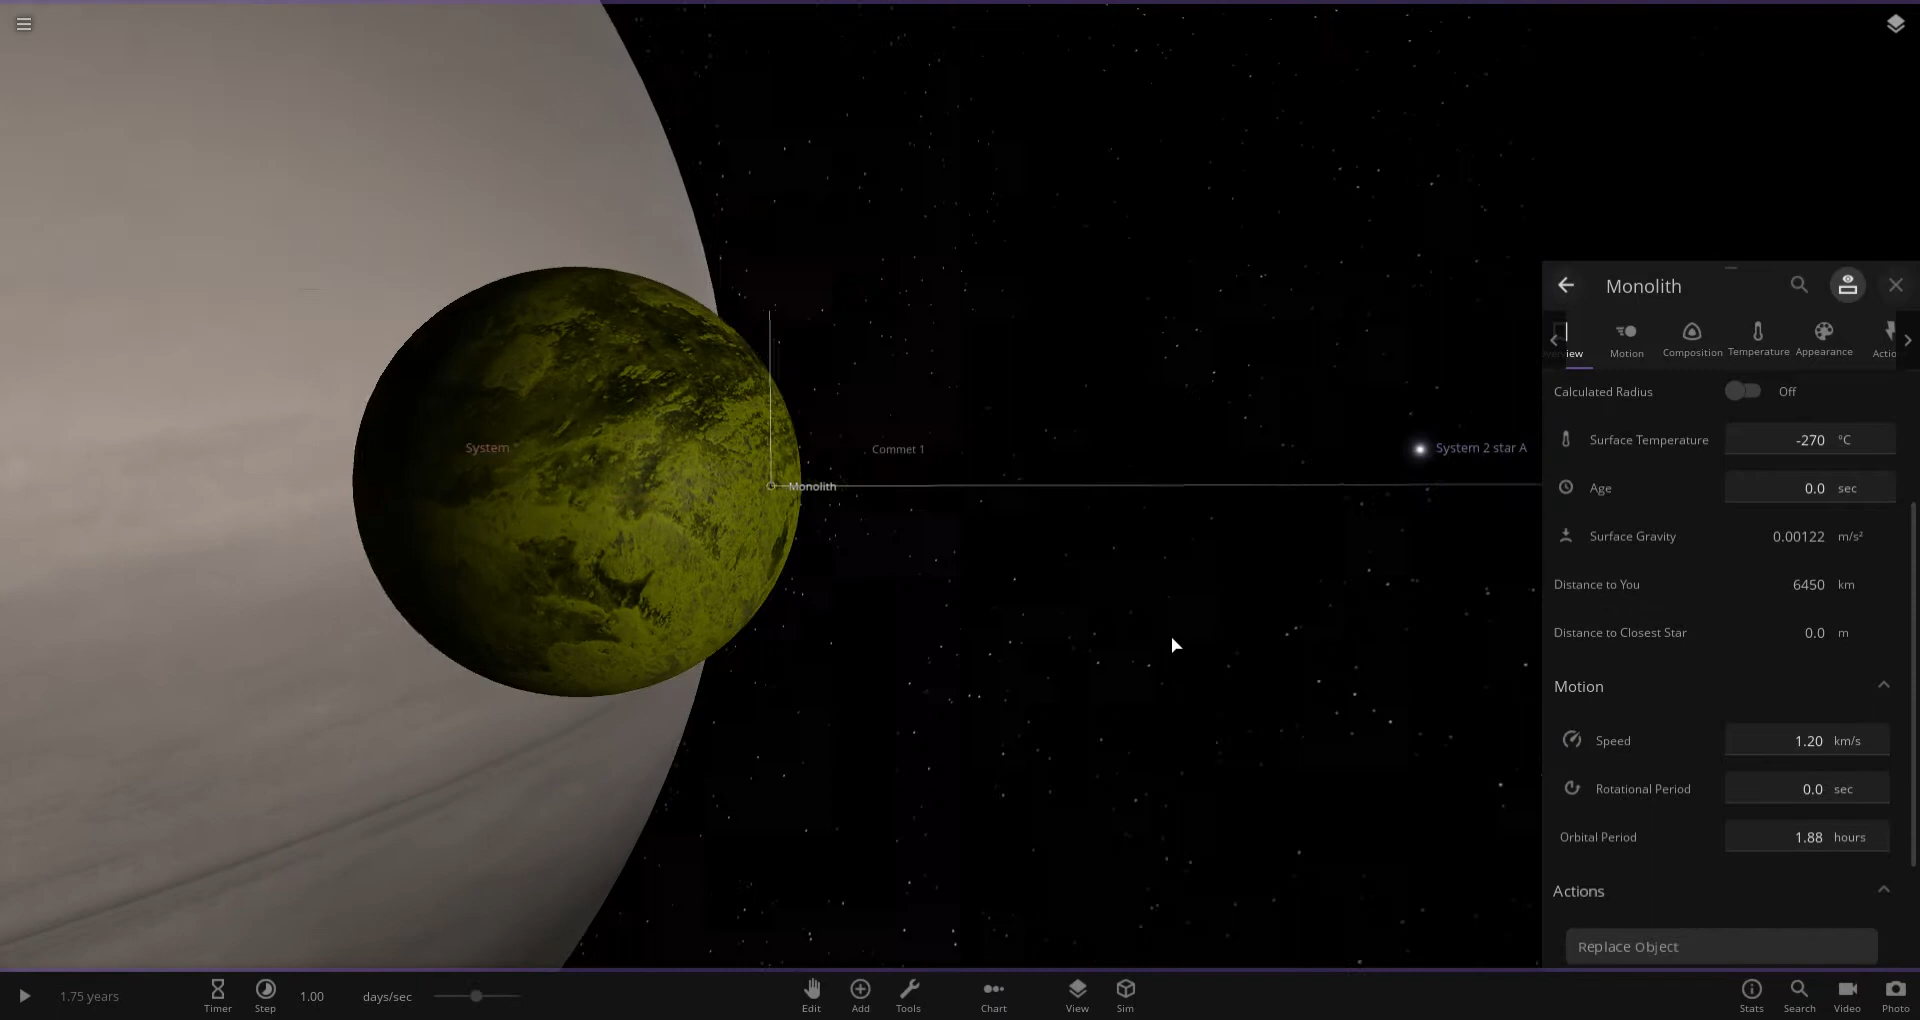 Monolith
iew
Motion
Composition
Temperature
Appearance
Actio
Calculated Radius Off
Surface Temperature -270 °C
Age 0.0 sec
Surface Gravity 0.00122 m/s²
Distance to You 6450 km
Distance to Closest Star 0.0 m
Motion
Speed 1.20 km/s
Rotational Period 0.0 sec
Orbital Period 1.88 hours
Actions
Replace Object
System
Commet 1
System 2 star A
Monolith
1.75 years
Timer
Step
1.00 days/sec
Edit
Add
Tools
Chart
View
Sim
Stats
Search
Video
Photo